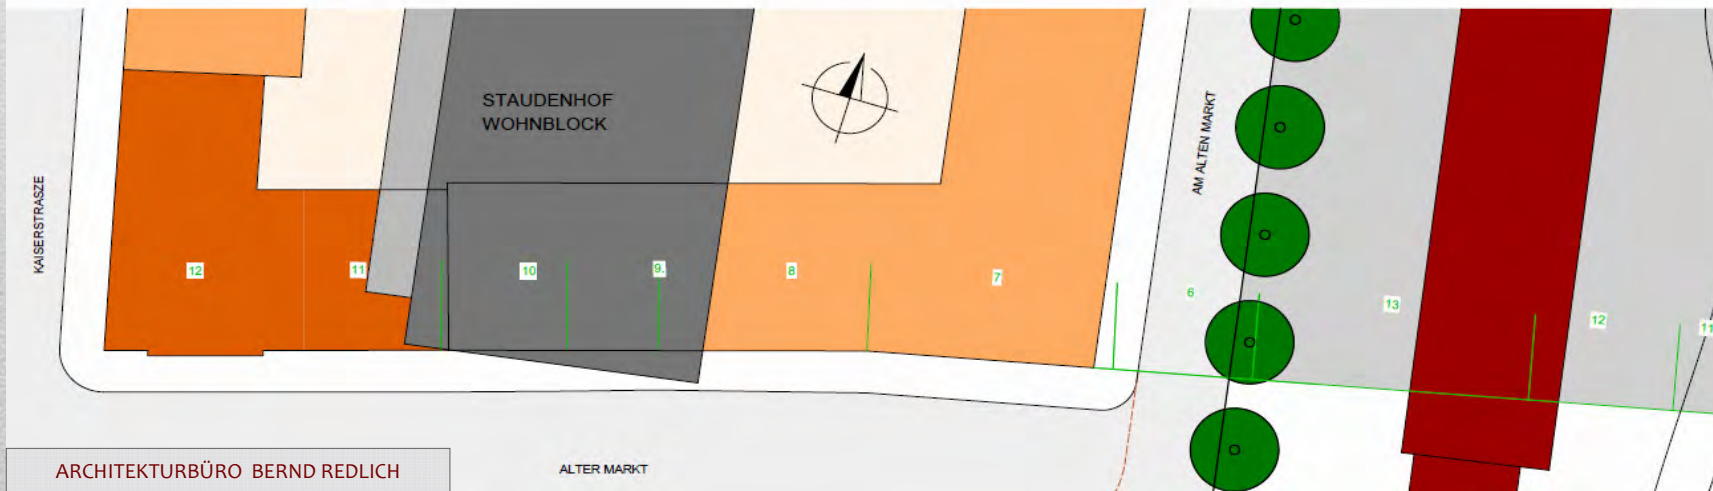 STAUDENHOF
WOHNBLOCK
KAISERSTRASZE
AM ALTEN MARKT
12
11
10
9.
8
7
6
13
12
11
ARCHITEKTURBÜRO BERND REDLICH
ALTER MARKT